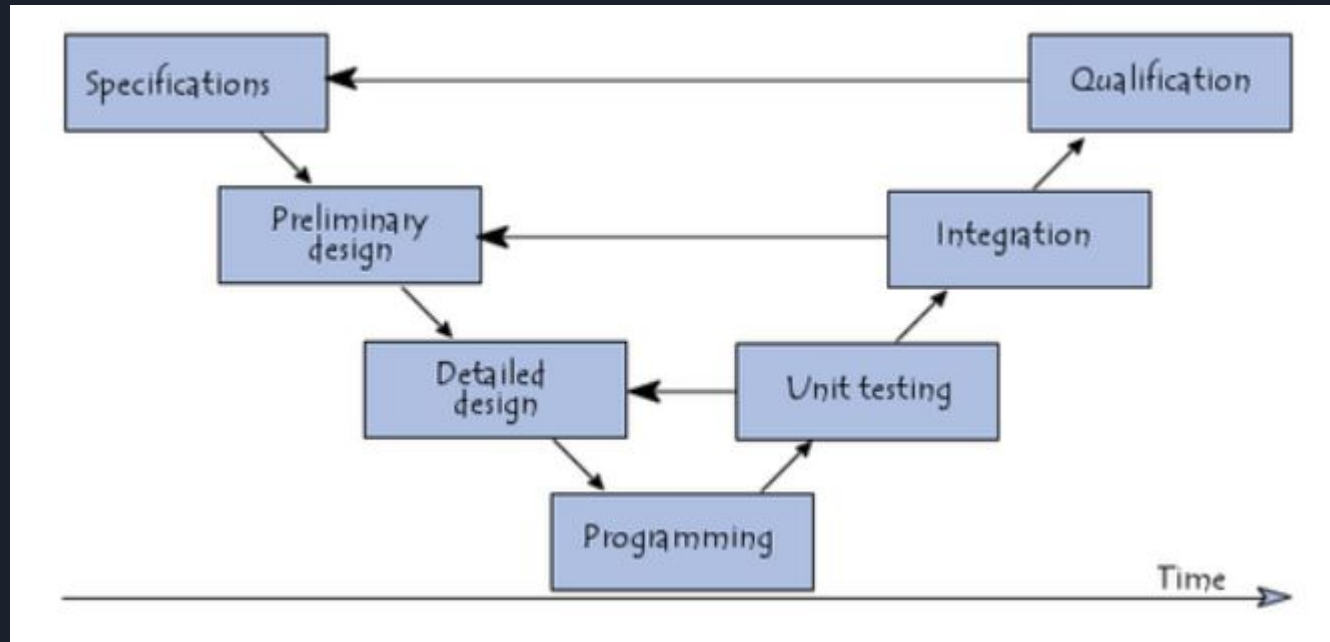 Specifications
Qualification
Preliminary
design
Integration
Detailed
design
Unit testing
Programming
Time